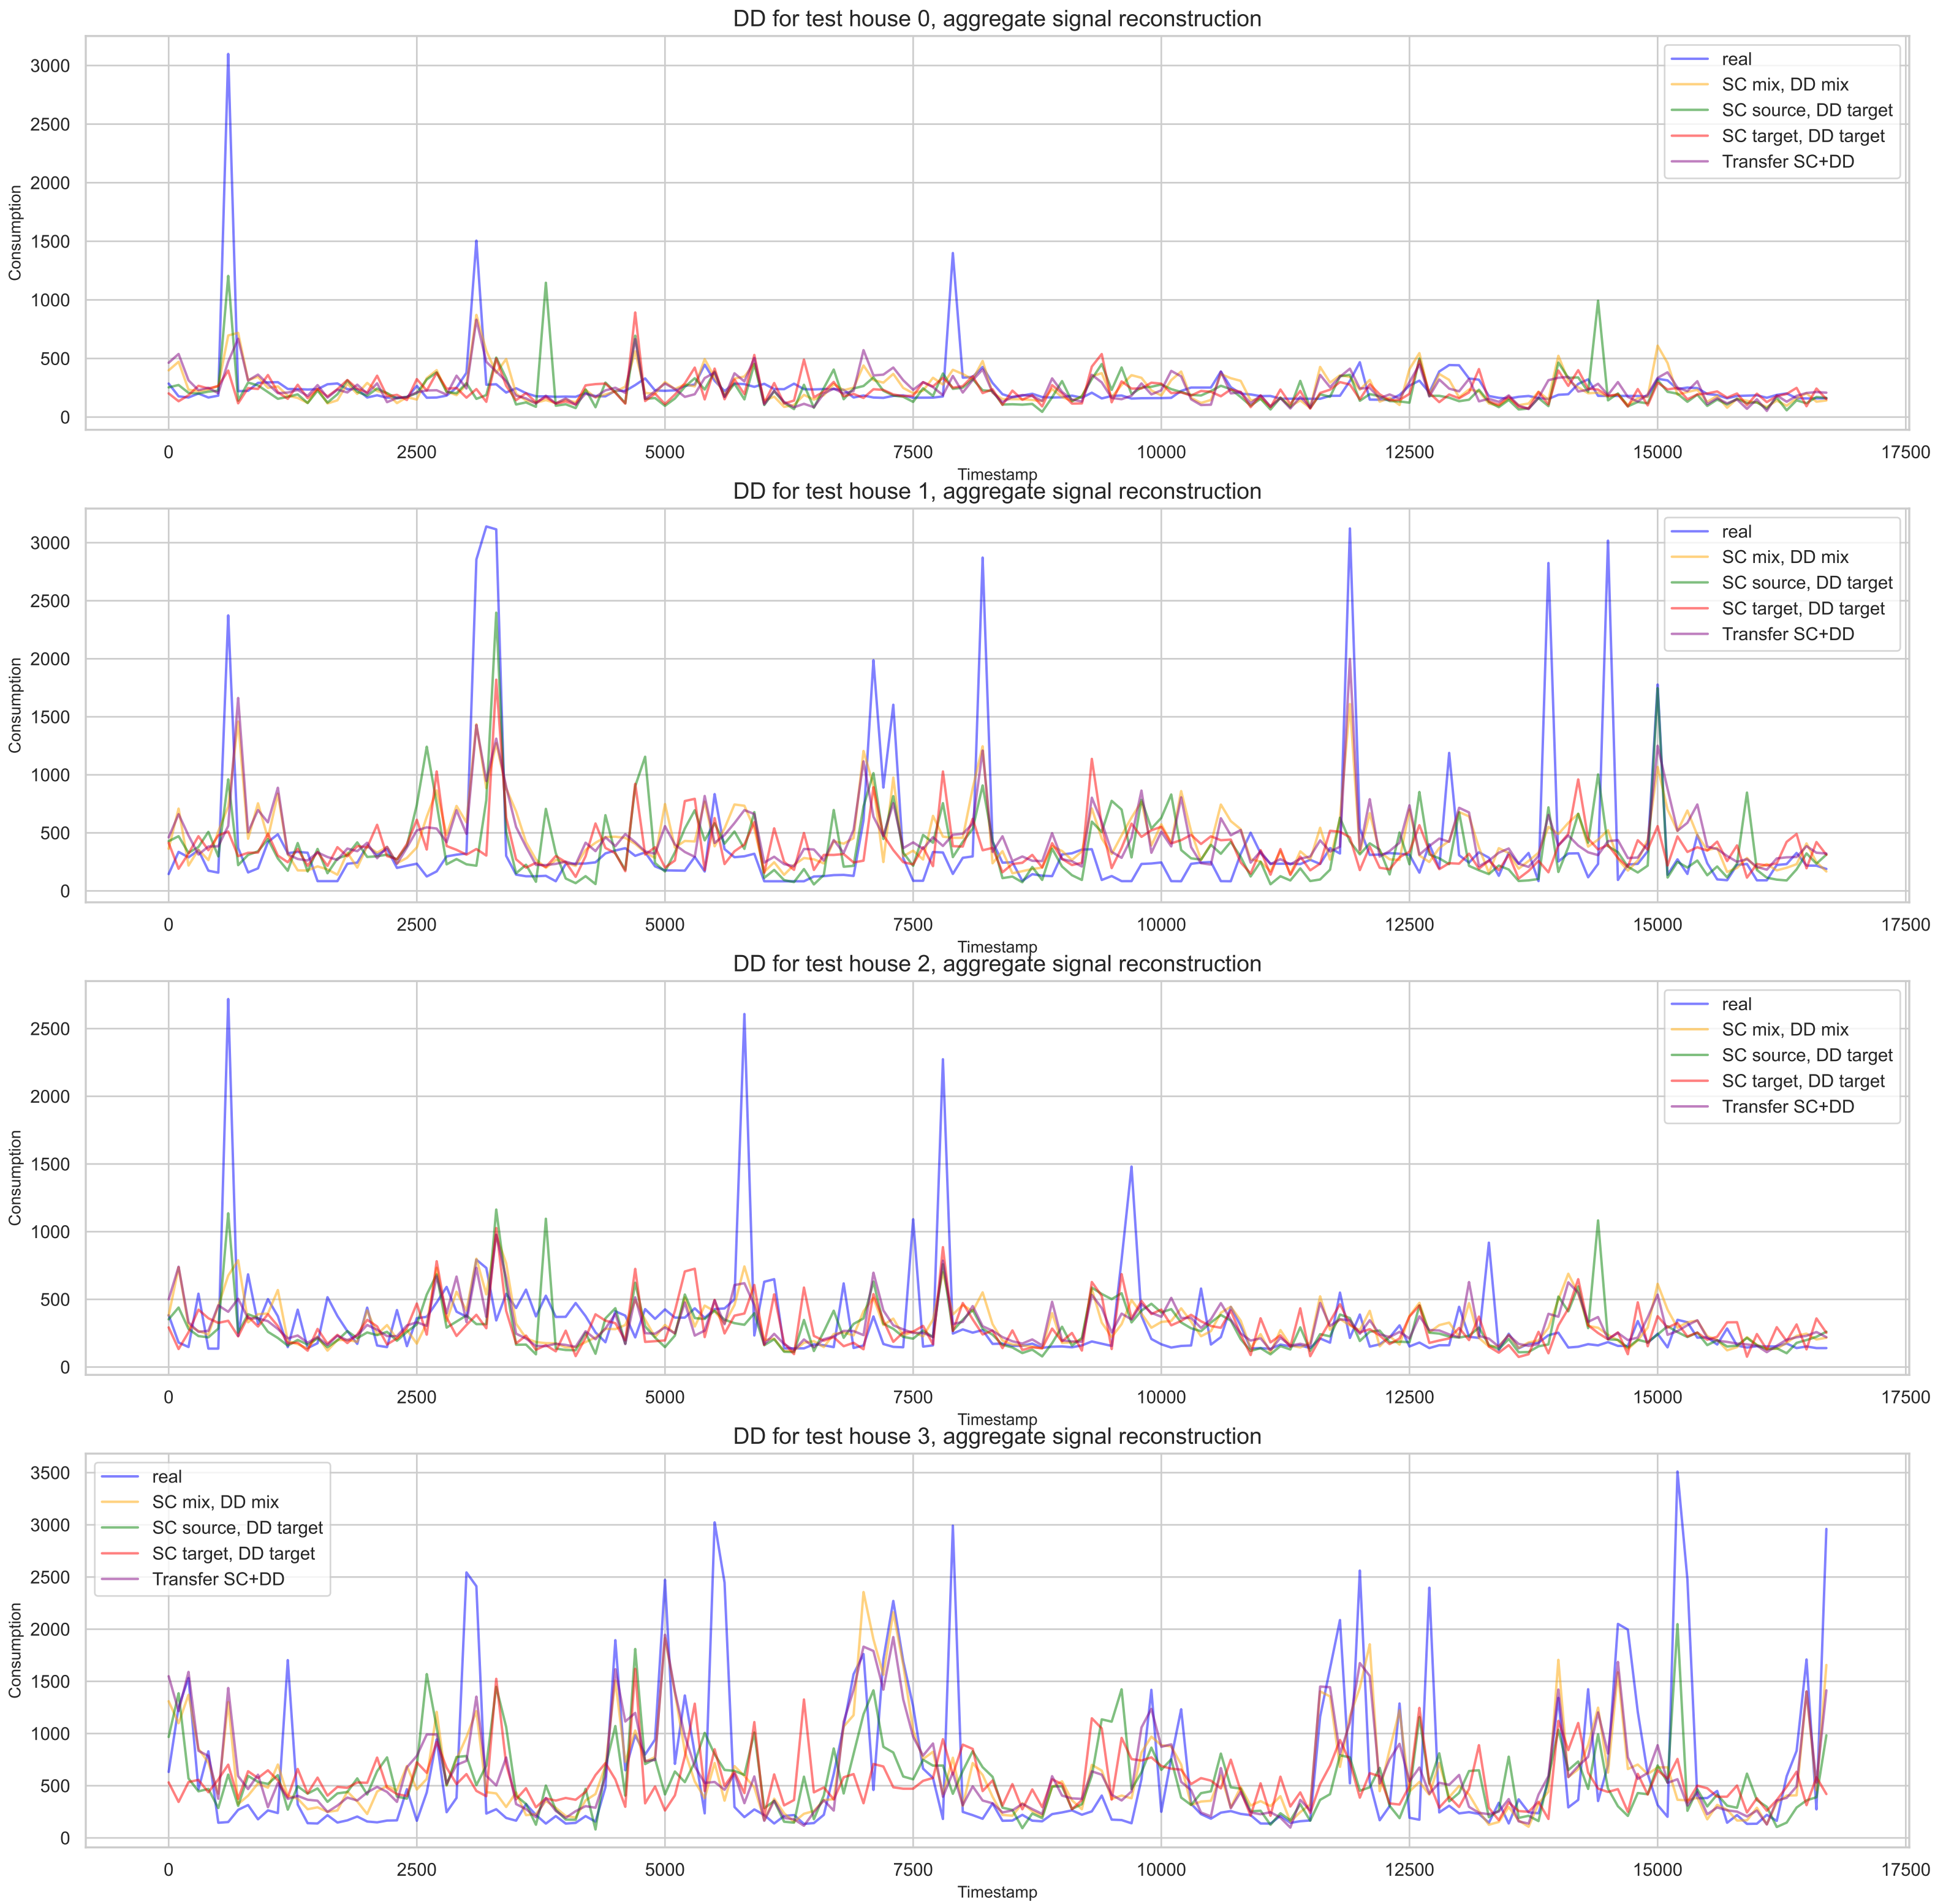 DD for test house 0, aggregate signal reconstruction
3000
2500
2000
1500
1000
500
0
Consumption
real
SC mix, DD mix
SC source, DD target
SC target, DD target
Transfer SC+DD
0 2500 5000 7500 10000 12500 15000 17500
Timestamp
DD for test house 1, aggregate signal reconstruction
3000
2500
2000
1500
1000
500
0
Consumption
real
SC mix, DD mix
SC source, DD target
SC target, DD target
Transfer SC+DD
0 2500 5000 7500 10000 12500 15000 17500
Timestamp
DD for test house 2, aggregate signal reconstruction
2500
2000
1500
1000
500
0
Consumption
real
SC mix, DD mix
SC source, DD target
SC target, DD target
Transfer SC+DD
0 2500 5000 7500 10000 12500 15000 17500
Timestamp
DD for test house 3, aggregate signal reconstruction
3500
3000
2500
2000
1500
1000
500
0
Consumption
real
SC mix, DD mix
SC source, DD target
SC target, DD target
Transfer SC+DD
0 2500 5000 7500 10000 12500 15000 17500
Timestamp